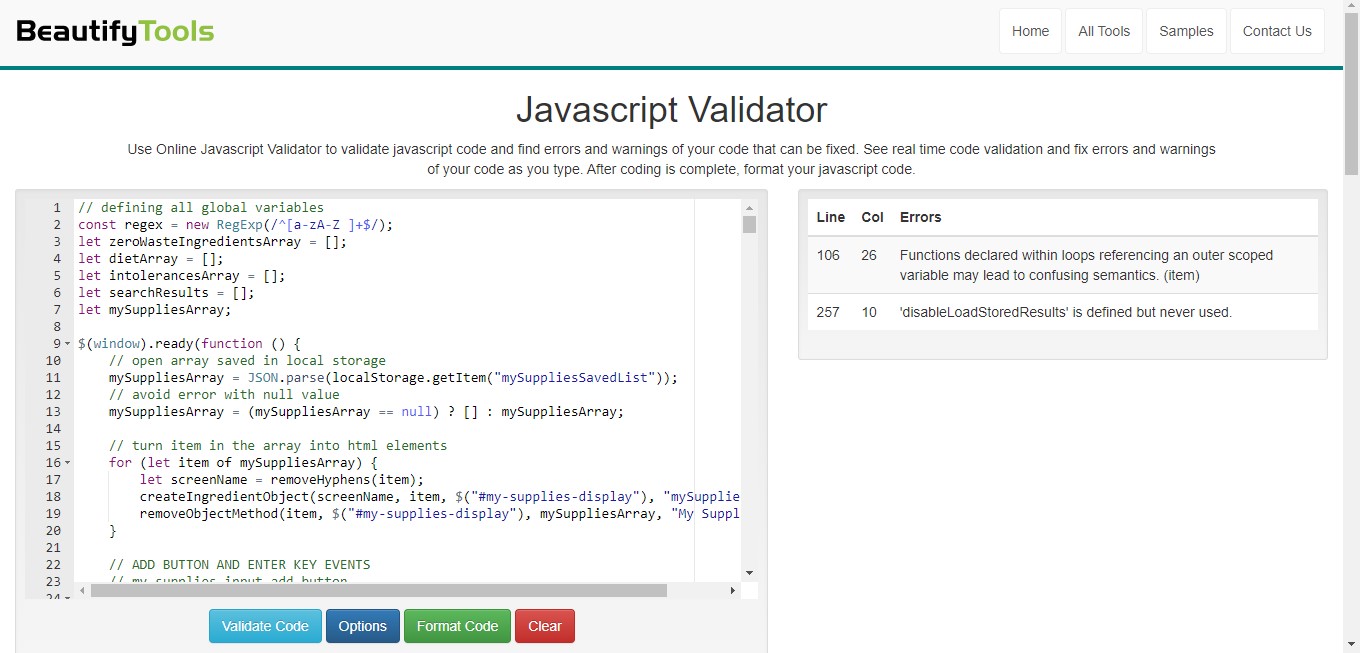 BeautifyTools
Home All Tools Samples Contact Us
Javascript Validator
Use Online Javascript Validator to validate javascript code and find errors and warnings of your code that can be fixed. See real time code validation and fix errors and warnings
of your code as you type. After coding is complete, format your javascript code.
1 // defining all global variables
2 const regex = new RegExp(/^[a-zA-Z ]+$/);
3 let zeroWasteIngredientsArray = [];
4 let dietArray = [];
5 let intolerancesArray = [];
6 let searchResults = [];
7 let mySuppliesArray;
8
9 $(window).ready(function () {
10 // open array saved in local storage
11 mySuppliesArray = JSON.parse(localStorage.getItem("mySuppliesSavedList"));
12 // avoid error with null value
13 mySuppliesArray = (mySuppliesArray == null) ? [] : mySuppliesArray;
14
15 // turn item in the array into html elements
16 for (let item of mySuppliesArray) {
17 let screenName = removeHyphens(item);
18 createIngredientObject(screenName, item, $("#my-supplies-display"), "mySupplie
19 removeObjectMethod(item, $("#my-supplies-display"), mySuppliesArray, "My Suppl
20 }
21
22 // ADD BUTTON AND ENTER KEY EVENTS
23 // my supplies input add button
24
Validate Code Options Format Code Clear
Line Col Errors
106 26 Functions declared within loops referencing an outer scoped
variable may lead to confusing semantics. (item)
257 10 'disableLoadStoredResults' is defined but never used.